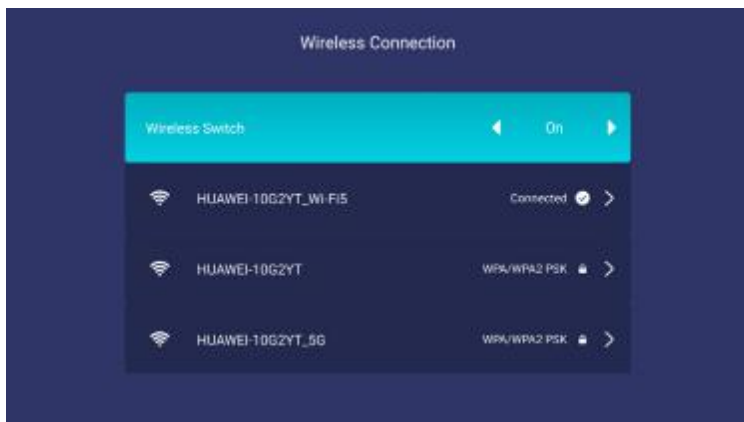 Wireless Connection
Wireless Switch On
HUAWEI-10G2YT_Wi-Fi5 Connected
HUAWEI-10G2YT WPA/WPA2 PSK
HUAWEI-10G2YT_5G WPA/WPA2 PSK